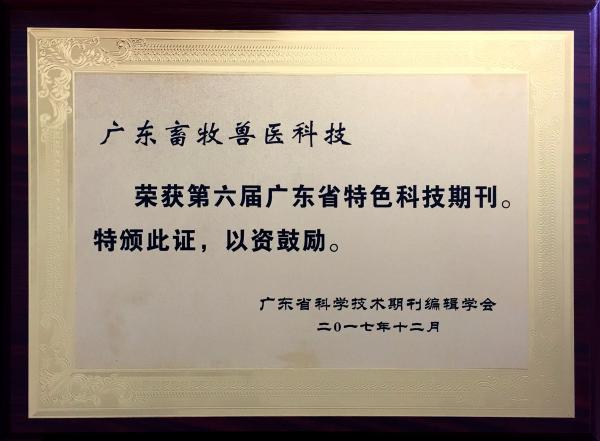 广东畜牧兽医科技
荣获第六届广东省特色科技期刊。
特颁此证，以资鼓励。
广东省科学技术期刊编辑学会
二0一七年十二月